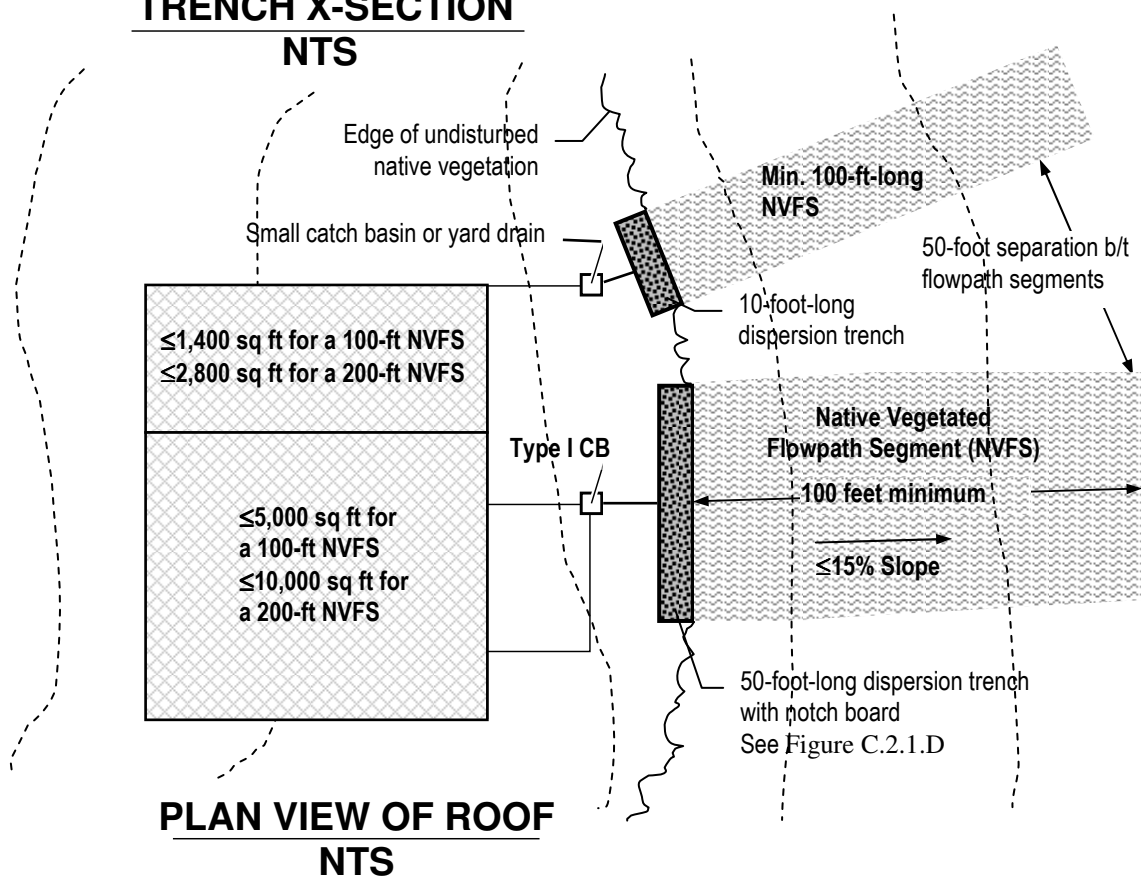 TRENCH X-SECTION
NTS
Edge of undisturbed
native vegetation
Min. 100-ft-long
NVFS
Small catch basin or yard drain
50-foot separation b/t
flowpath segments
10-foot-long
dispersion trench
≤1,400 sq ft for a 100-ft NVFS
≤2,800 sq ft for a 200-ft NVFS
Native Vegetated
Flowpath Segment (NVFS)
Type I CB
100 feet minimum
≤5,000 sq ft for
a 100-ft NVFS
≤10,000 sq ft for
a 200-ft NVFS
≤15% Slope
50-foot-long dispersion trench
with notch board
See Figure C.2.1.D
PLAN VIEW OF ROOF
NTS